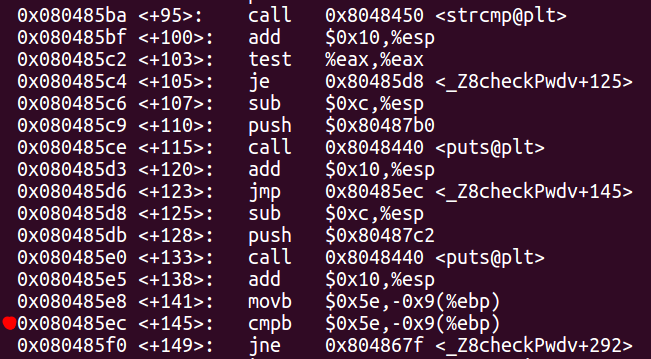 0x080485ba <+95>: call 0x8048450 <strcmp@plt>
0x080485bf <+100>: add $0x10,%esp
0x080485c2 <+103>: test %eax,%eax
0x080485c4 <+105>: je 0x80485d8 <_Z8checkPwdv+125>
0x080485c6 <+107>: sub $0xc,%esp
0x080485c9 <+110>: push $0x80487b0
0x080485ce <+115>: call 0x8048440 <puts@plt>
0x080485d3 <+120>: add $0x10,%esp
0x080485d6 <+123>: jmp 0x80485ec <_Z8checkPwdv+145>
0x080485d8 <+125>: sub $0xc,%esp
0x080485db <+128>: push $0x80487c2
0x080485e0 <+133>: call 0x8048440 <puts@plt>
0x080485e5 <+138>: add $0x10,%esp
0x080485e8 <+141>: movb $0x5e,-0x9(%ebp)
0x080485ec <+145>: cmpb $0x5e,-0x9(%ebp)
0x080485f0 <+149>: jne 0x804867f <_Z8checkPwdv+292>